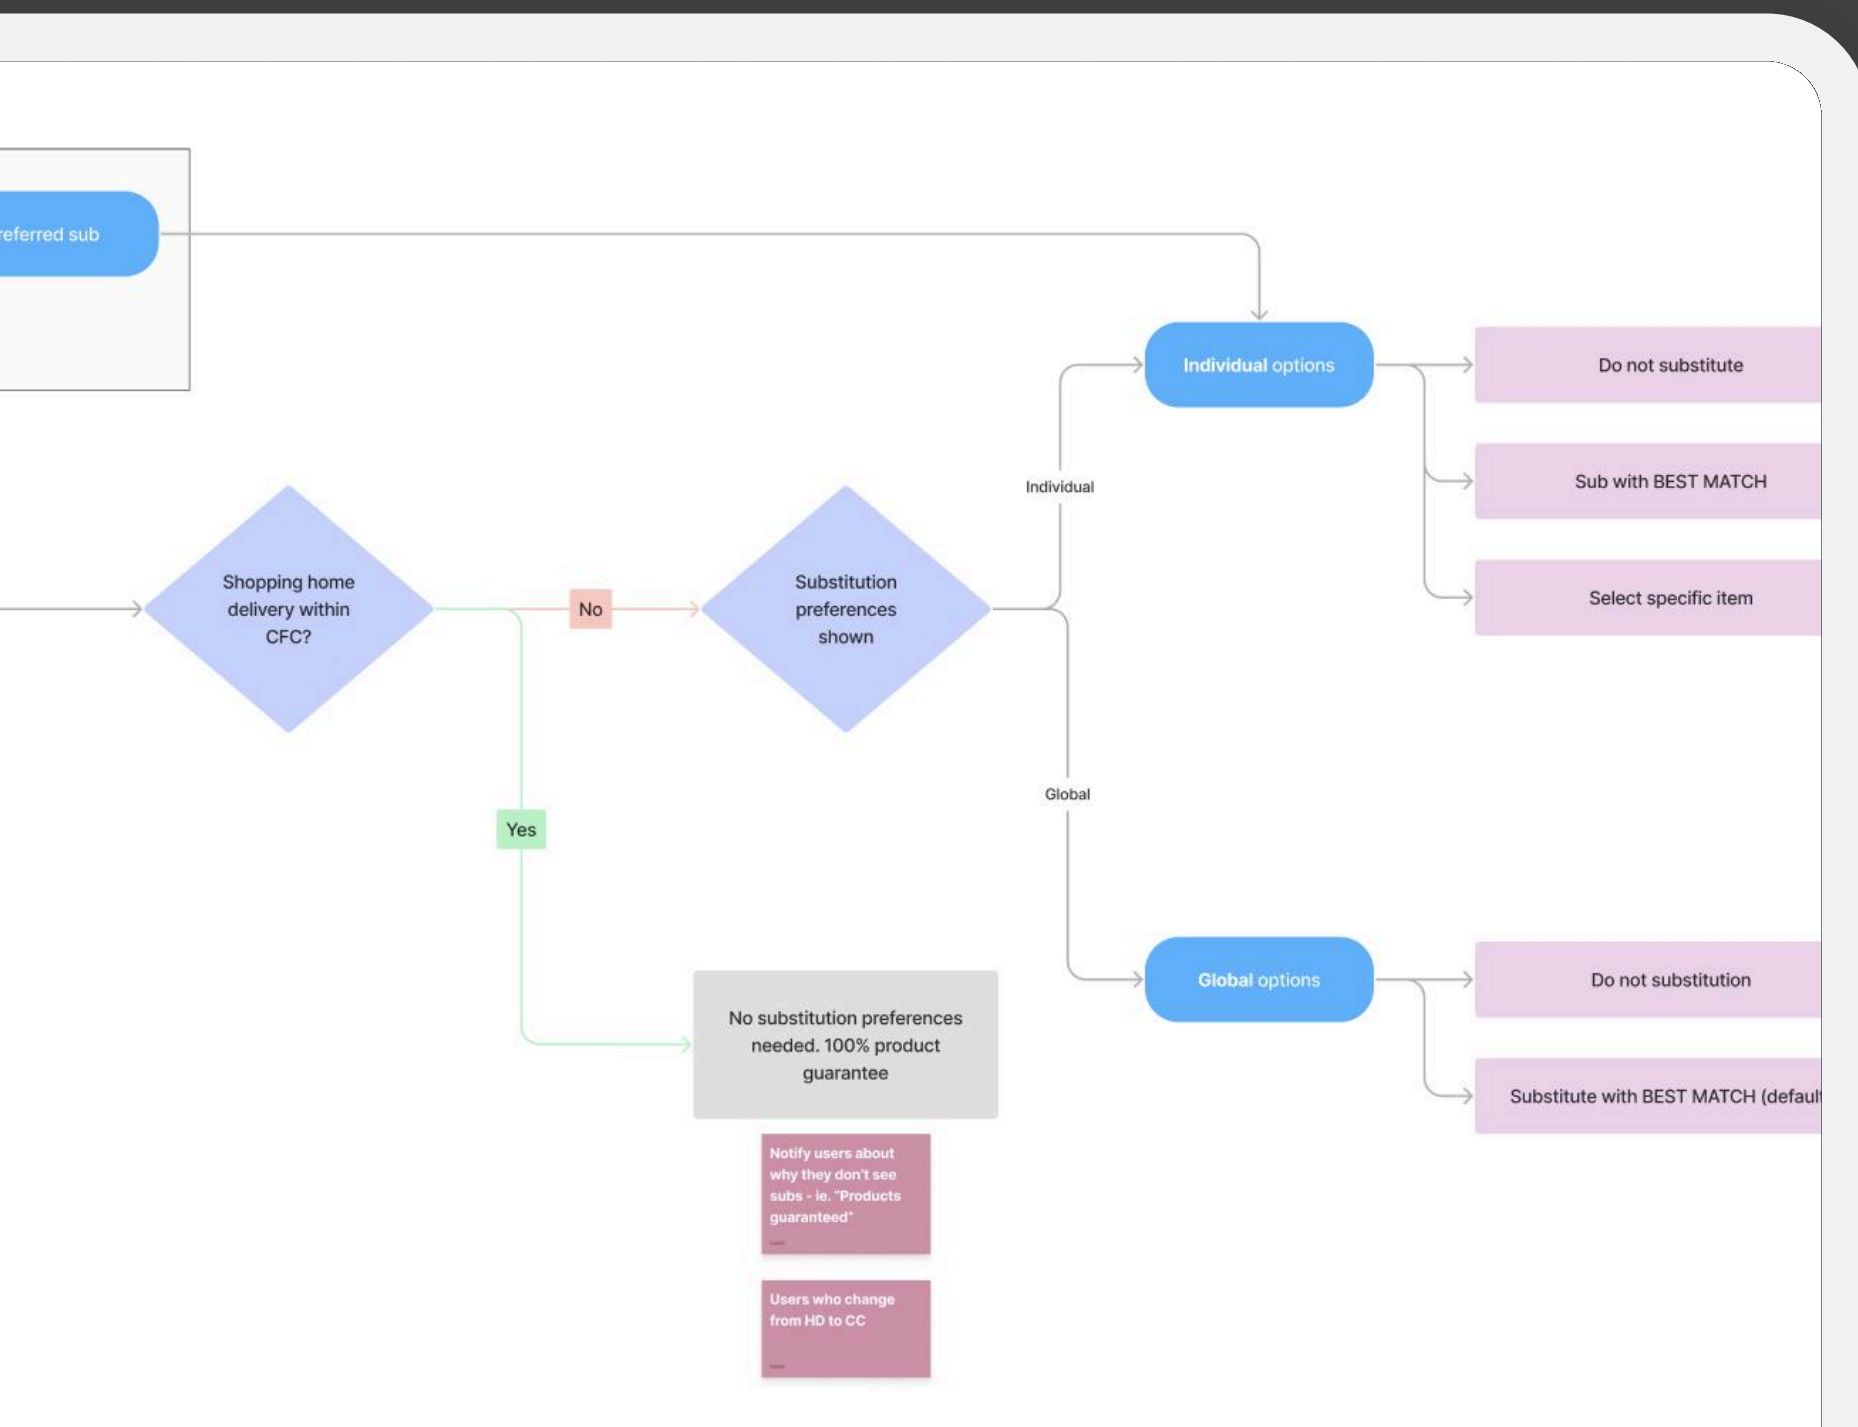 referred sub
Individual options
Do not substitute
Sub with BEST MATCH
Select specific item
Individual
Shopping home
delivery within
CFC?
No
Substitution
preferences
shown
Yes
Global
Global options
Do not substitution
Substitute with BEST MATCH (default
No substitution preferences
needed. 100% product
guarantee
Notify users about
why they don't see
subs - ie. "Products
guaranteed"
Users who change
from HD to CC